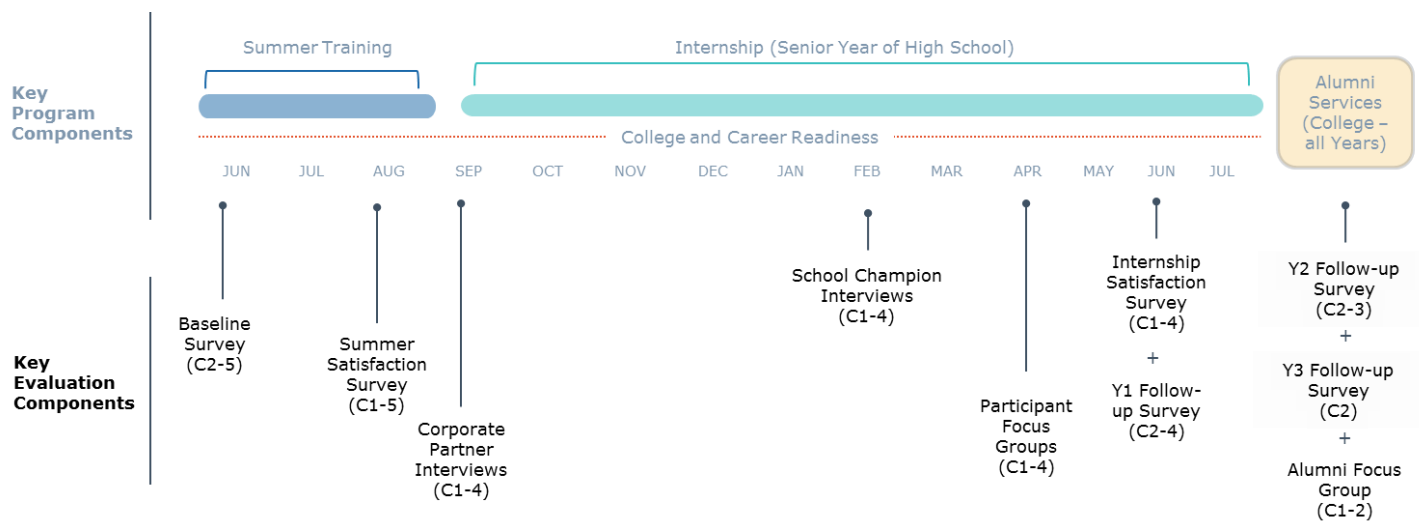 Key
Program
Components
Summer Training
Internship (Senior Year of High School)
College and Career Readiness
JUN
JUL
AUG
SEP
OCT
NOV
DEC
JAN
FEB
MAR
APR
MAY
JUN
JUL
Alumni
Services
(College –
all Years)
Key
Evaluation
Components
Baseline
Survey
(C2-5)
Summer
Satisfaction
Survey
(C1-5)
Corporate
Partner
Interviews
(C1-4)
School Champion
Interviews
(C1-4)
Participant
Focus
Groups
(C1-4)
Internship
Satisfaction
Survey
(C1-4)
+
Y1 Follow-
up Survey
(C2-4)
Y2 Follow-up
Survey
(C2-3)
+
Y3 Follow-up
Survey
(C2)
+
Alumni Focus
Group
(C1-2)